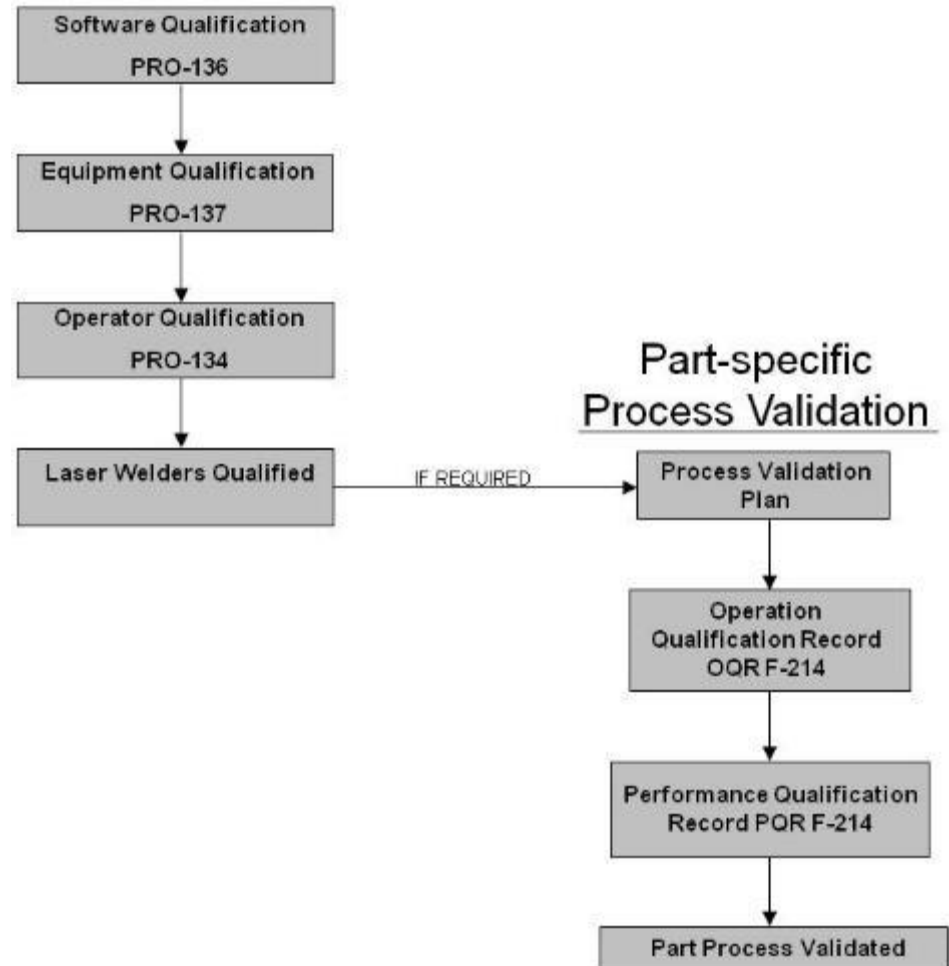 Software Qualification
PRO-136
Equipment Qualification
PRO-137
Operator Qualification
PRO-134
Laser Welders Qualified
IF REQUIRED
Part-specific
Process Validation
Process Validation
Plan
Operation
Qualification Record
OQR F-214
Performance Qualification
Record PQR F-214
Part Process Validated